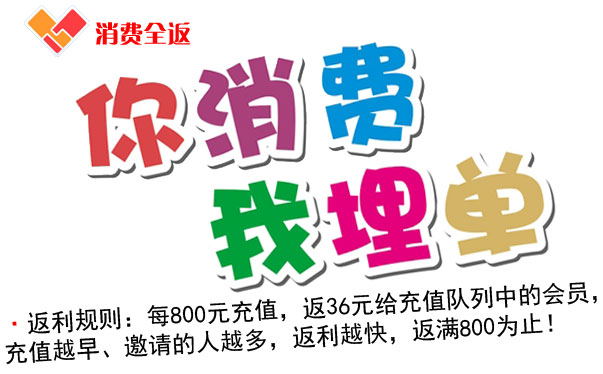 消费全返
你消费
我埋单
·返利规则：每800元充值，返36元给充值队列中的会员，
充值越早、邀请的人越多，返利越快，返满800为止！